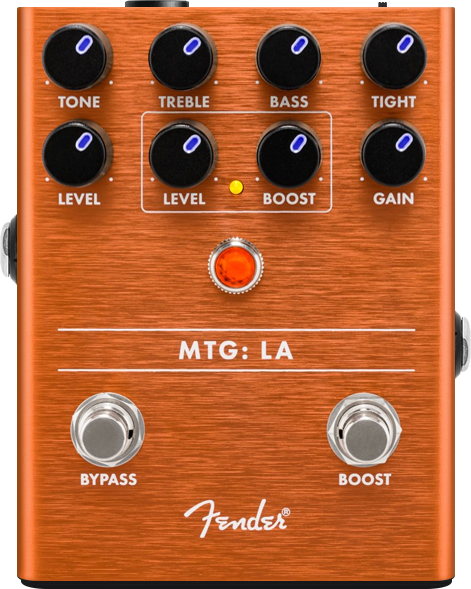 TONE TREBLE BASS TIGHT
LEVEL LEVEL BOOST GAIN
MTG: LA
BYPASS BOOST
Fender®